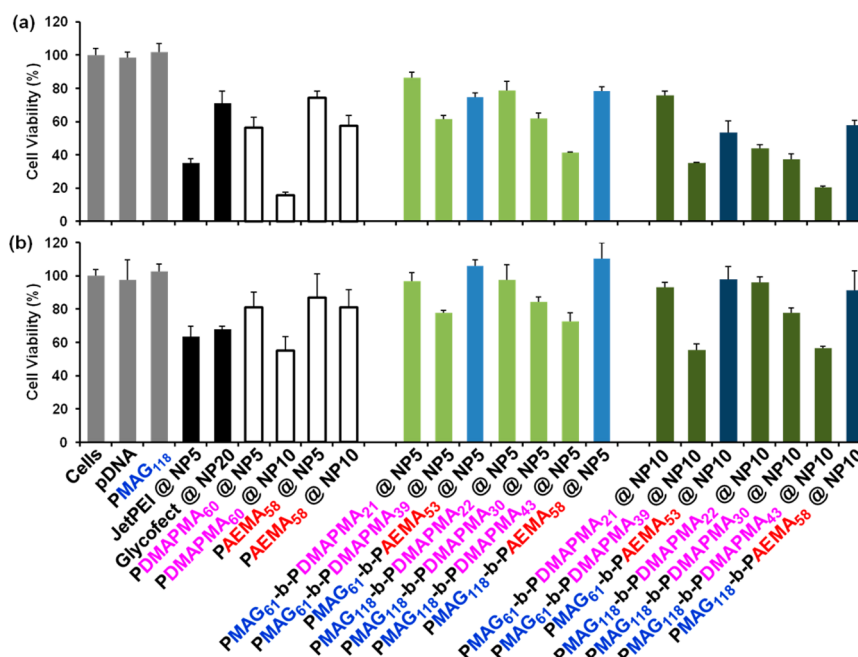 (a)
Cell Viability (%)
120
100
80
60
40
20
0
(b)
Cell Viability (%)
120
100
80
60
40
20
0
Cells
pDNA
PMAG118
JetPEI @ NP5
Glycofect @ NP20
PDMAPMA60 @ NP5
PDMAPMA60 @ NP10
PAEMA58 @ NP5
PAEMA58 @ NP10
PMAG61-b-PDMAPMA21 @ NP5
PMAG61-b-PDMAPMA39 @ NP5
PMAG61-b-PAEMA53 @ NP5
PMAG118-b-PDMAPMA22 @ NP5
PMAG118-b-PDMAPMA30 @ NP5
PMAG118-b-PDMAPMA43 @ NP5
PMAG118-b-PAEMA58 @ NP5
PMAG61-b-PDMAPMA21 @ NP10
PMAG61-b-PDMAPMA39 @ NP10
PMAG61-b-PAEMA53 @ NP10
PMAG118-b-PDMAPMA22 @ NP10
PMAG118-b-PDMAPMA30 @ NP10
PMAG118-b-PDMAPMA43 @ NP10
PMAG118-b-PAEMA58 @ NP10